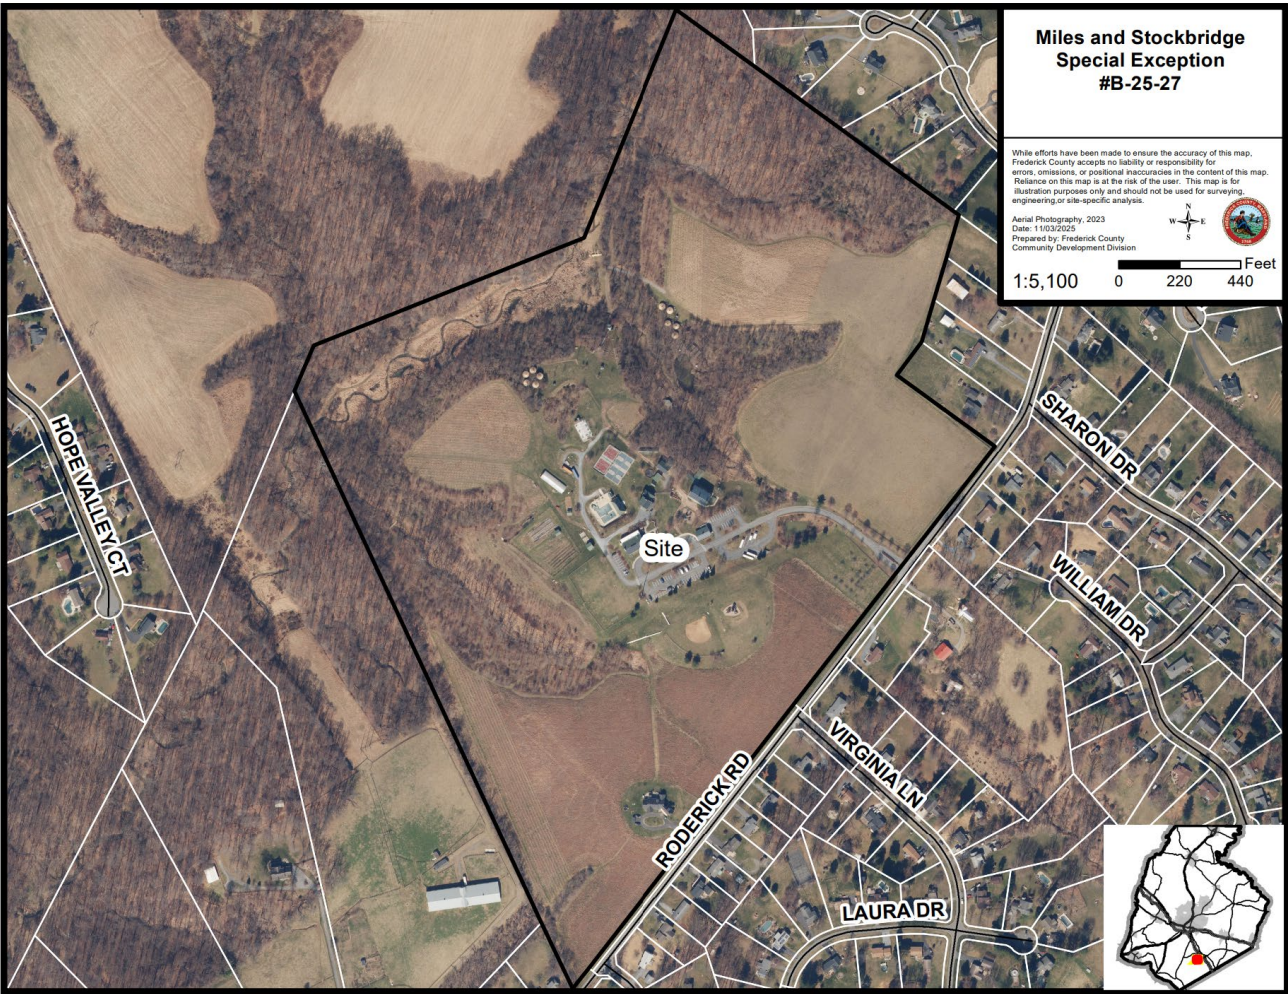 Miles and Stockbridge
Special Exception
#B-25-27
While efforts have been made to ensure the accuracy of this map,
Frederick County accepts no liability or responsibility for
errors, omissions, or positional inaccuracies in the content of this map.
Reliance on this map is at the risk of the user. This map is for
illustration purposes only and should not be used for surveying,
engineering,or site-specific analysis.
Aerial Photography, 2023
Date: 11/03/2025
Prepared by: Frederick County
Community Development Division
N
W E
S
1:5,100
Feet
0 220 440
HOPE VALLEY CT
SHARON DR
WILLIAM DR
Site
VIRGINIA LN
RODERICK RD
LAURA DR